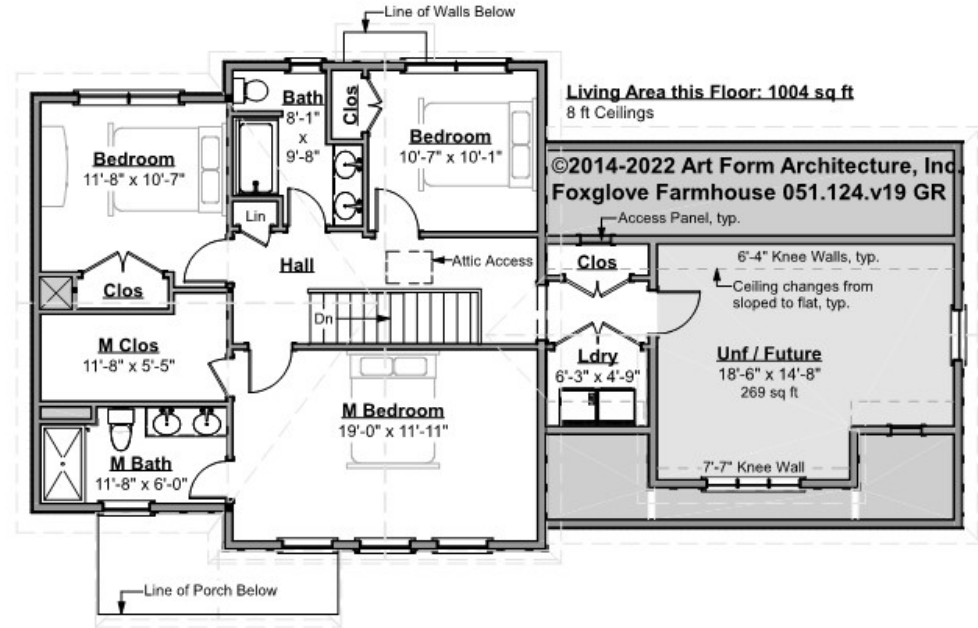 Line of Walls Below
Living Area this Floor: 1004 sq ft
8 ft Ceilings
Bath
8'-1"
x
9'-8"
Clos
Bedroom
10'-7" x 10'-1"
Bedroom
11'-8" x 10'-7"
©2014-2022 Art Form Architecture, Inc
Foxglove Farmhouse 051.124.v19 GR
Lin
Access Panel, typ.
Hall
Attic Access
Clos
6'-4" Knee Walls, typ.
Ceiling changes from
sloped to flat, typ.
Clos
Dn
M Clos
11'-8" x 5'-5"
Ldry
6'-3" x 4'-9"
Unf / Future
18'-6" x 14'-8"
269 sq ft
M Bedroom
19'-0" x 11'-11"
M Bath
11'-8" x 6'-0"
7'-7" Knee Wall
Line of Porch Below